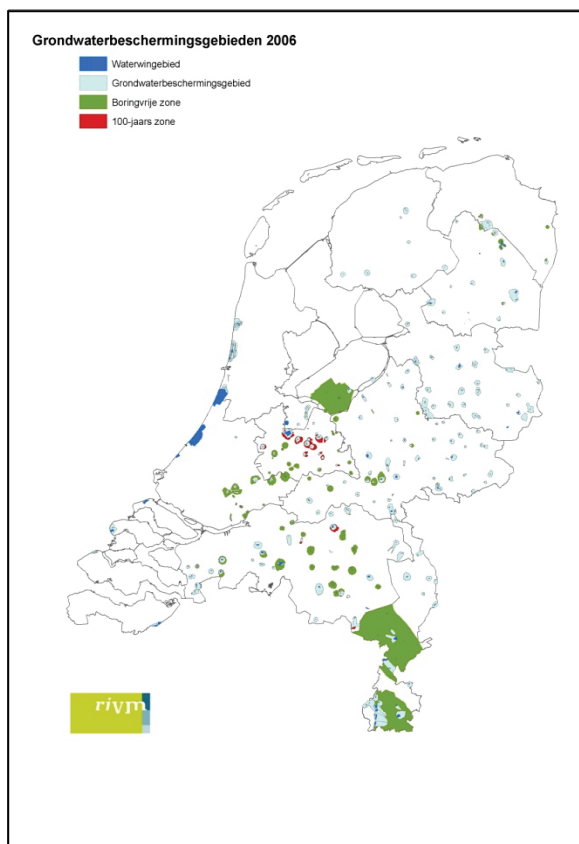 Grondwaterbeschermingsgebieden 2006
Waterwingebied
Grondwaterbeschermingsgebied
Boringvrije zone
100-jaars zone
rivm